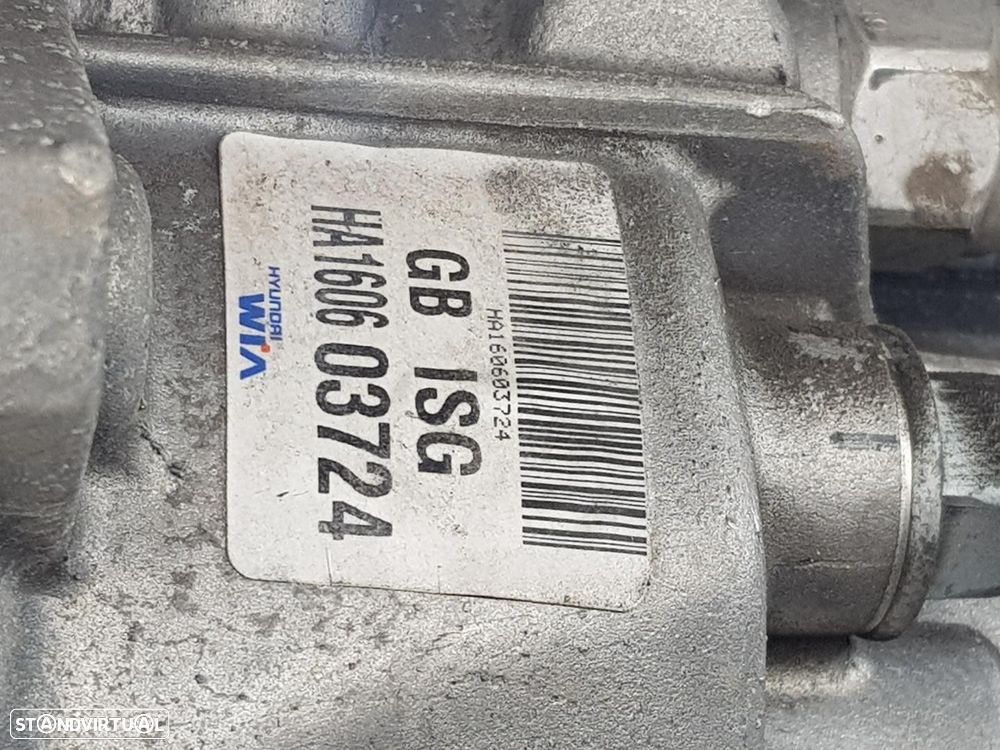 GB ISG
HA1606 03724
HYUNDAI
WIA
HA160603724
STANDVIRTUAL